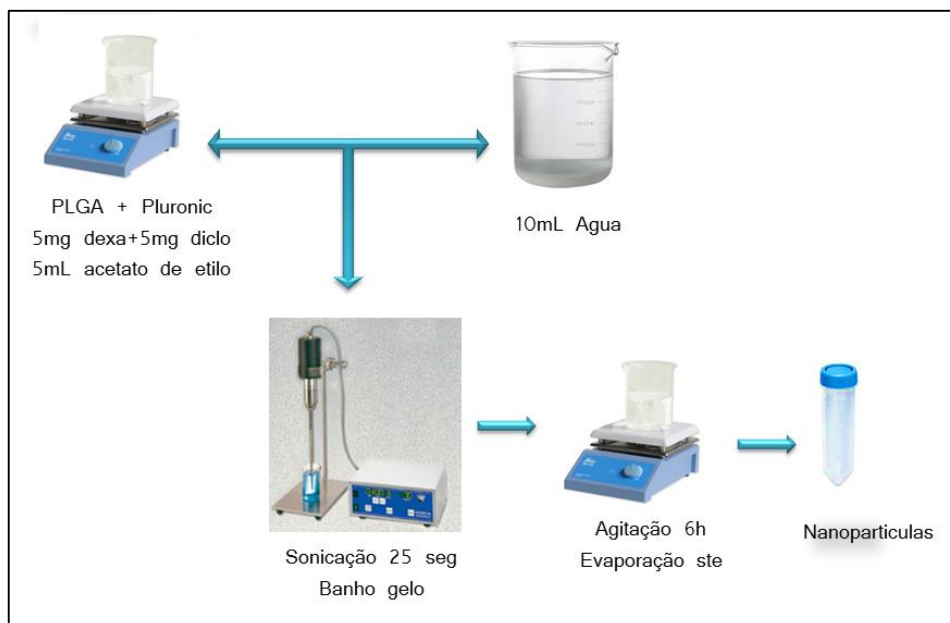 PLGA + Pluronic
5mg dexa+5mg diclo
5mL acetato de etilo
10mL Agua
Sonicação 25 seg
Banho gelo
Agitação 6h
Evaporação ste
Nanoparticulas